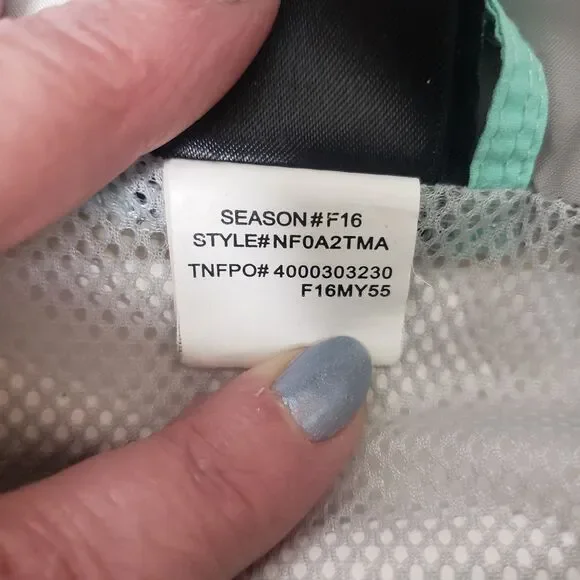 SEASON#F16
STYLE#NF0A2TMA
TNFPO# 4000303230
F16MY55